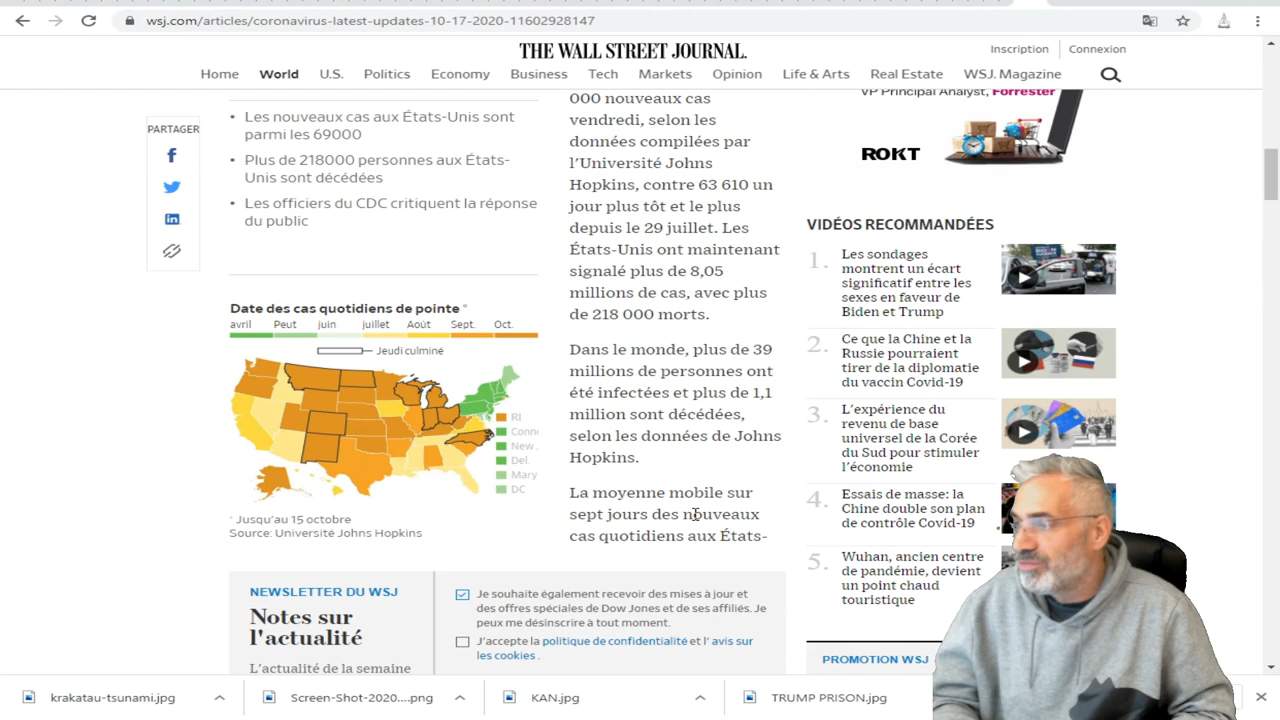 wsj.com/articles/coronavirus-latest-updates-10-17-2020-11602928147
THE WALL STREET JOURNAL.
Inscription
Connexion
Home World U.S. Politics Economy Business Tech Markets Opinion Life & Arts Real Estate WSJ. Magazine
PARTAGER
• Les nouveaux cas aux États-Unis sont
parmi les 69000
• Plus de 218000 personnes aux États-
Unis sont décédées
• Les officiers du CDC critiquent la réponse
du public
Date des cas quotidiens de pointe *
avril Peut juin juillet Août Sept. Oct.
Jeudi culminé
RI
Conn
New
Del.
Mary
DC
* Jusqu'au 15 octobre
Source: Université Johns Hopkins
000 nouveaux cas
vendredi, selon les
données compilées par
l'Université Johns
Hopkins, contre 63 610 un
jour plus tôt et le plus
depuis le 29 juillet. Les
États-Unis ont maintenant
signalé plus de 8,05
millions de cas, avec plus
de 218 000 morts.
Dans le monde, plus de 39
millions de personnes ont
été infectées et plus de 1,1
million sont décédées,
selon les données de Johns
Hopkins.
La moyenne mobile sur
sept jours des nouveaux
cas quotidiens aux États-
NEWSLETTER DU WSJ
Notes sur
l'actualité
L'actualité de la semaine
Je souhaite également recevoir des mises à jour et
des offres spéciales de Dow Jones et de ses affiliés. Je
peux me désinscrire à tout moment.
J'accepte la politique de confidentialité et l' avis sur
les cookies .
VP Principal Analyst, Forrester
ROKT
VIDÉOS RECOMMANDÉES
1. Les sondages
montrent un écart
significatif entre les
sexes en faveur de
Biden et Trump
2. Ce que la Chine et la
Russie pourraient
tirer de la diplomatie
du vaccin Covid-19
3. L'expérience du
revenu de base
universel de la Corée
du Sud pour stimuler
l'économie
4. Essais de masse: la
Chine double son plan
de contrôle Covid-19
5. Wuhan, ancien centre
de pandémie, devient
un point chaud
touristique
PROMOTION WSJ
krakatau-tsunami.jpg
Screen-Shot-2020....png
KAN.jpg
TRUMP PRISON.jpg